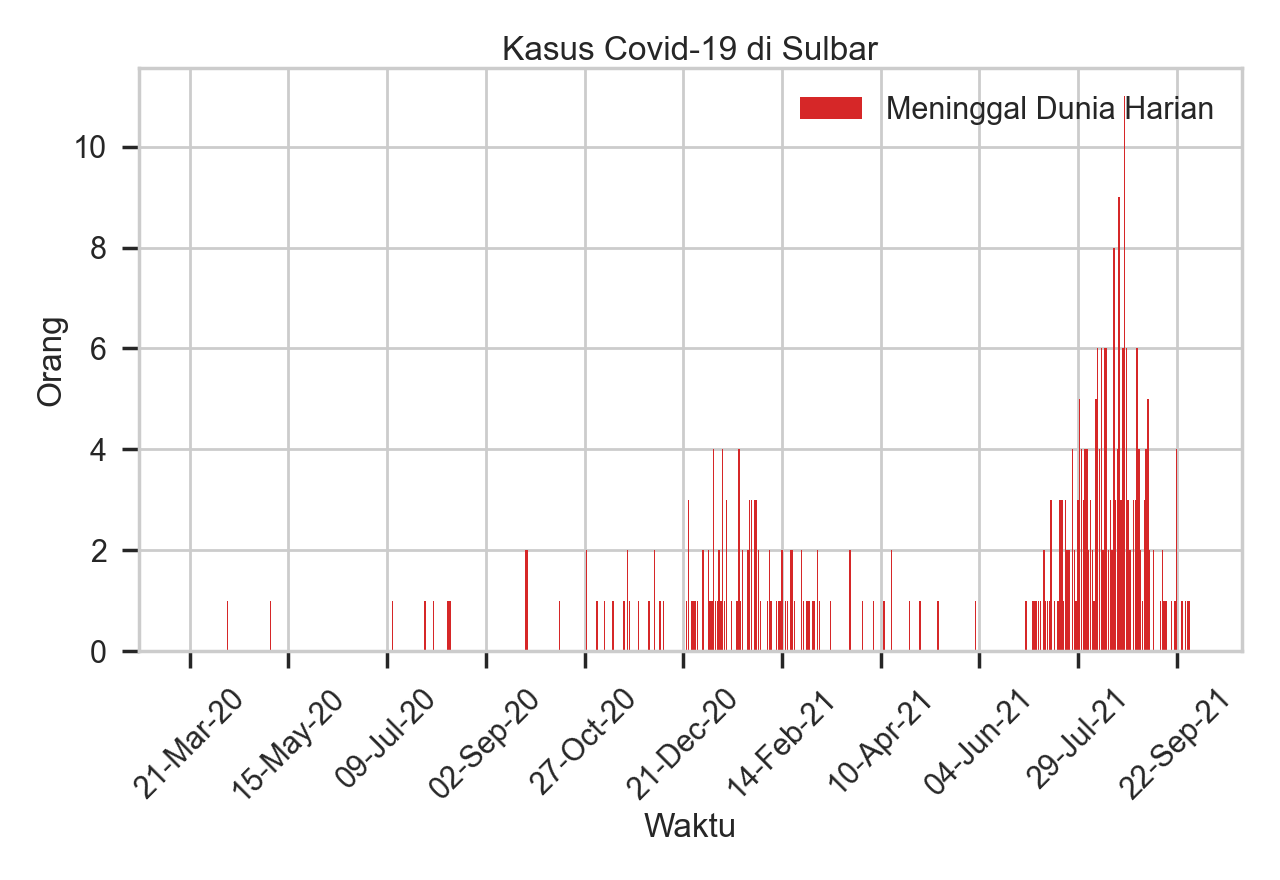 Kasus Covid-19 di Sulbar
Meninggal Dunia Harian
Orang
10
8
6
4
2
0
21-Mar-20
15-May-20
09-Jul-20
02-Sep-20
27-Oct-20
21-Dec-20
14-Feb-21
10-Apr-21
04-Jun-21
29-Jul-21
22-Sep-21
Waktu